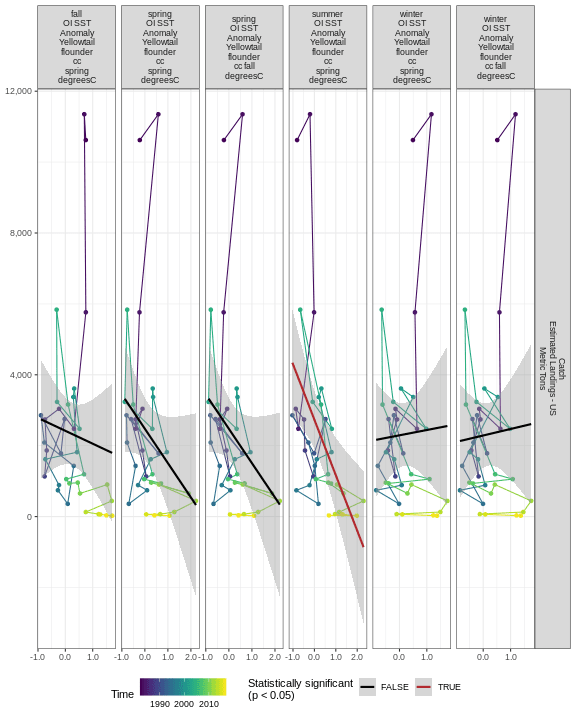 fall
OI SST
Anomaly
Yellowtail
flounder
cc
spring
degreesC
spring
OI SST
Anomaly
Yellowtail
flounder
cc
spring
degreesC
spring
OI SST
Anomaly
Yellowtail
flounder
cc fall
degreesC
summer
OI SST
Anomaly
Yellowtail
flounder
cc
spring
degreesC
winter
OI SST
Anomaly
Yellowtail
flounder
cc
spring
degreesC
winter
OI SST
Anomaly
Yellowtail
flounder
cc fall
degreesC
12,000
8,000
4,000
0
Catch
Estimated Landings - US
Metric Tons
-1.0 0.0 1.0
-1.0 0.0 1.0 2.0
-1.0 0.0 1.0 2.0
-1.0 0.0 1.0 2.0
0.0 1.0
0.0 1.0
Time
1990 2000 2010
Statistically significant
(p < 0.05)
FALSE
TRUE